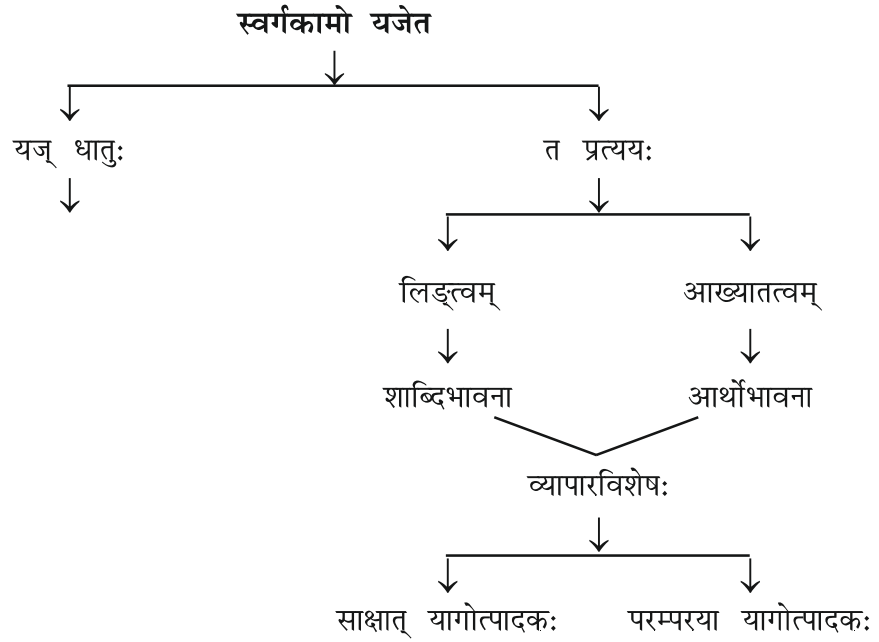 स्वर्गकामो यजेत
यज् धातुः त प्रत्ययः
लिङ्त्वम् आख्यातत्वम्
शाब्दिभावना आर्थोभावना
व्यापारविशेषः
साक्षात् यागोत्पादकः परम्परया यागोत्पादकः